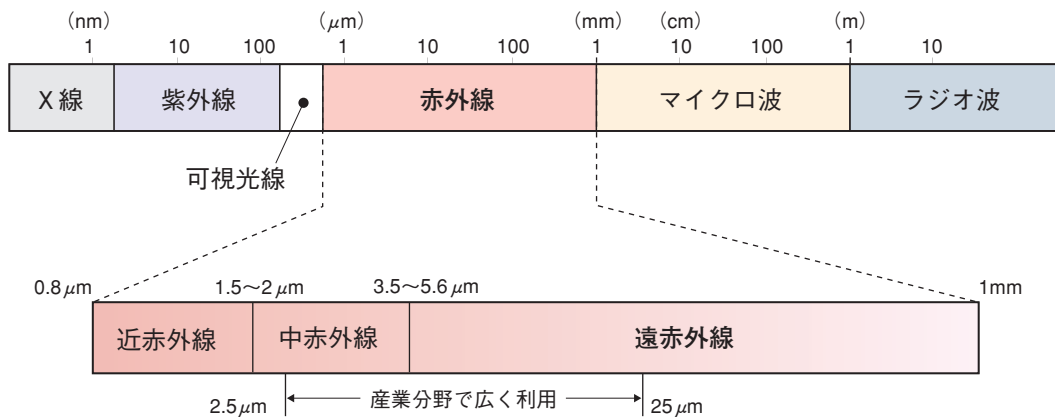 （nm） （μm） （mm） （cm） （m）
1 10 100 1 10 100 1 10 100 1 10
X 線 紫外線 赤外線 マイクロ波 ラジオ波
可視光線
0.8μm 1.5～2μm 3.5～5.6μm 1mm
近赤外線 中赤外線 遠赤外線
2.5μm 産業分野で広く利用 25μm